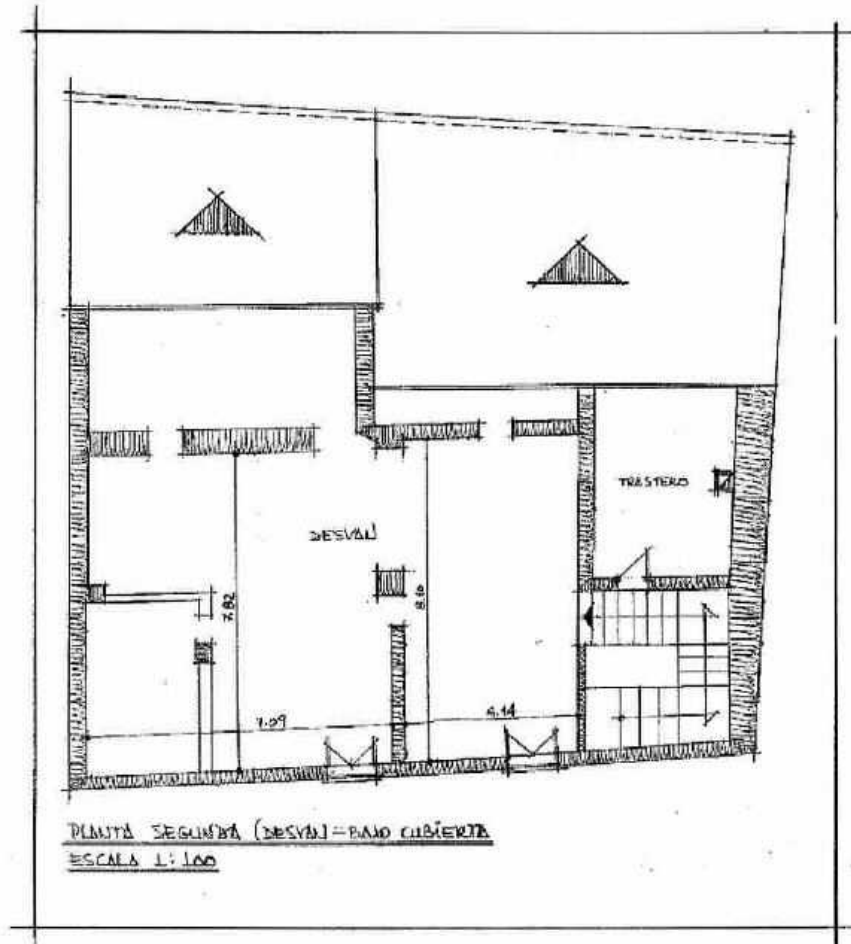 TRASTERO
DESVAN
7.82
8.10
7.09
4.14
PLANTA SEGUNDA (DESVAN-BAJO CUBIERTA
ESCALA 1:100